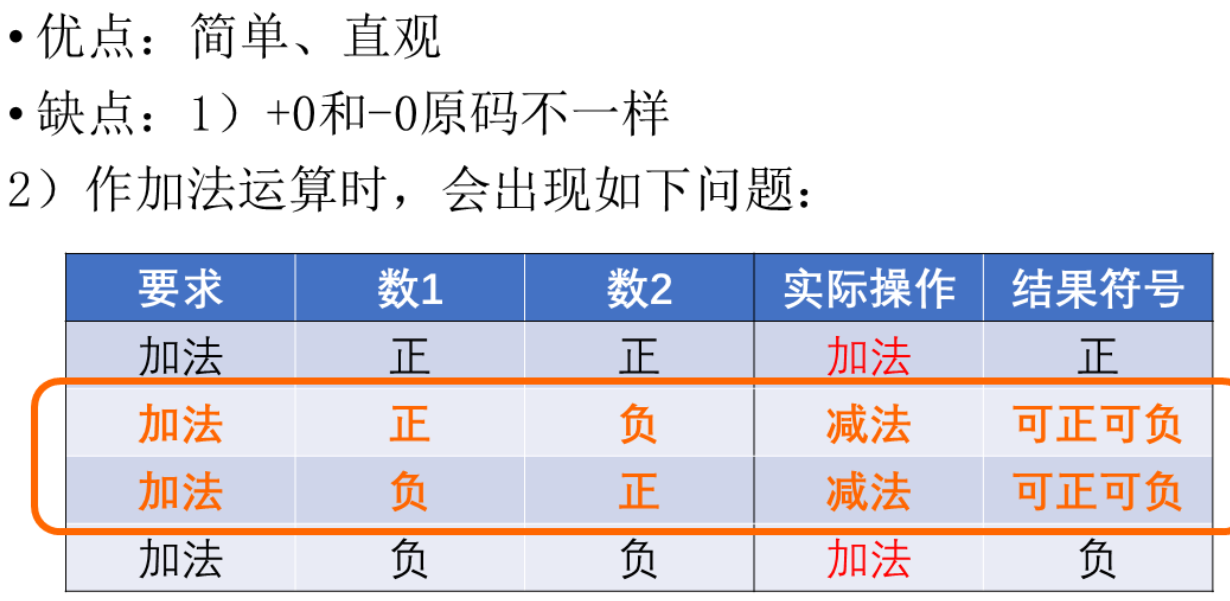 •优点：简单、直观
•缺点：1）+0和-0原码不一样
2）作加法运算时，会出现如下问题：
要求 数1 数2 实际操作 结果符号
加法 正 正 加法 正
加法 正 负 减法 可正可负
加法 负 正 减法 可正可负
加法 负 负 加法 负